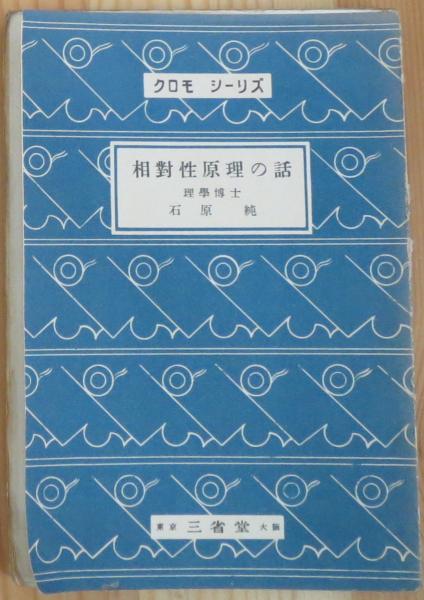 クロモ シーリズ
相對性原理の話
理學博士
石原 純
東京 三省堂 大阪